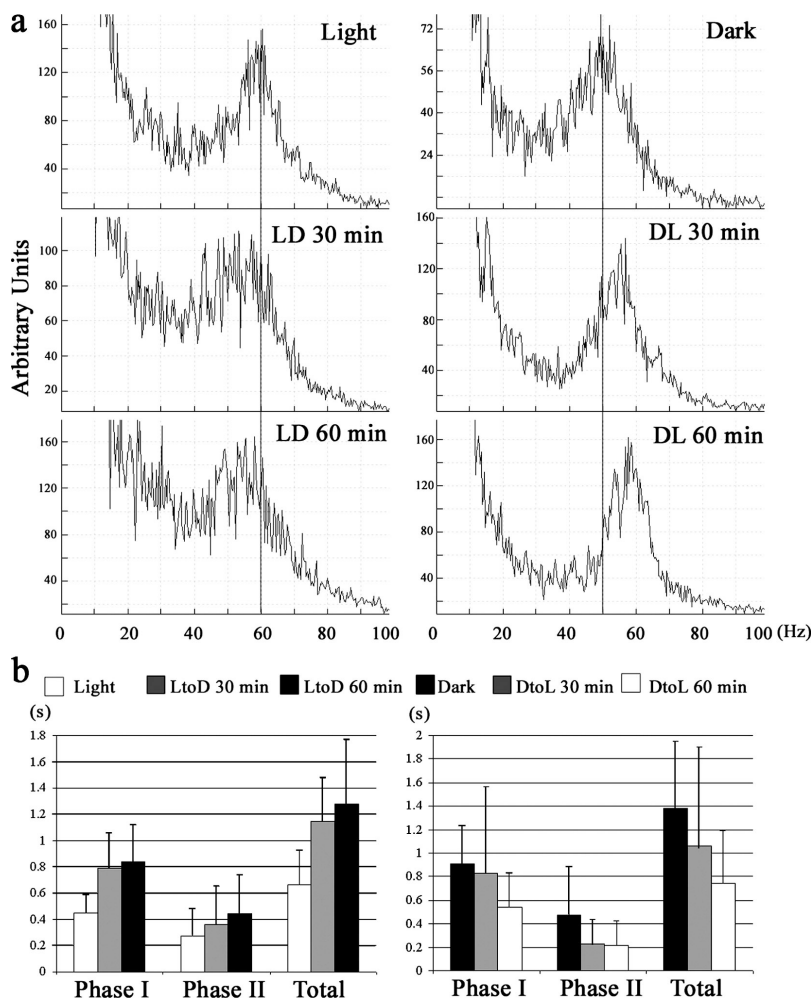 a
Arbitrary Units
Light
160
120
80
40
Dark
72
56
40
24
LD 30 min
100
80
60
40
20
DL 30 min
160
120
80
40
LD 60 min
160
120
80
40
0 20 40 60 80 100 (Hz)
DL 60 min
160
120
80
40
0 20 40 60 80 100 (Hz)
b
Light LtoD 30 min LtoD 60 min Dark DtoL 30 min DtoL 60 min
(s)
1.8
1.6
1.4
1.2
1
0.8
0.6
0.4
0.2
0
Phase I Phase II Total
(s)
2
1.8
1.6
1.4
1.2
1
0.8
0.6
0.4
0.2
0
Phase I Phase II Total